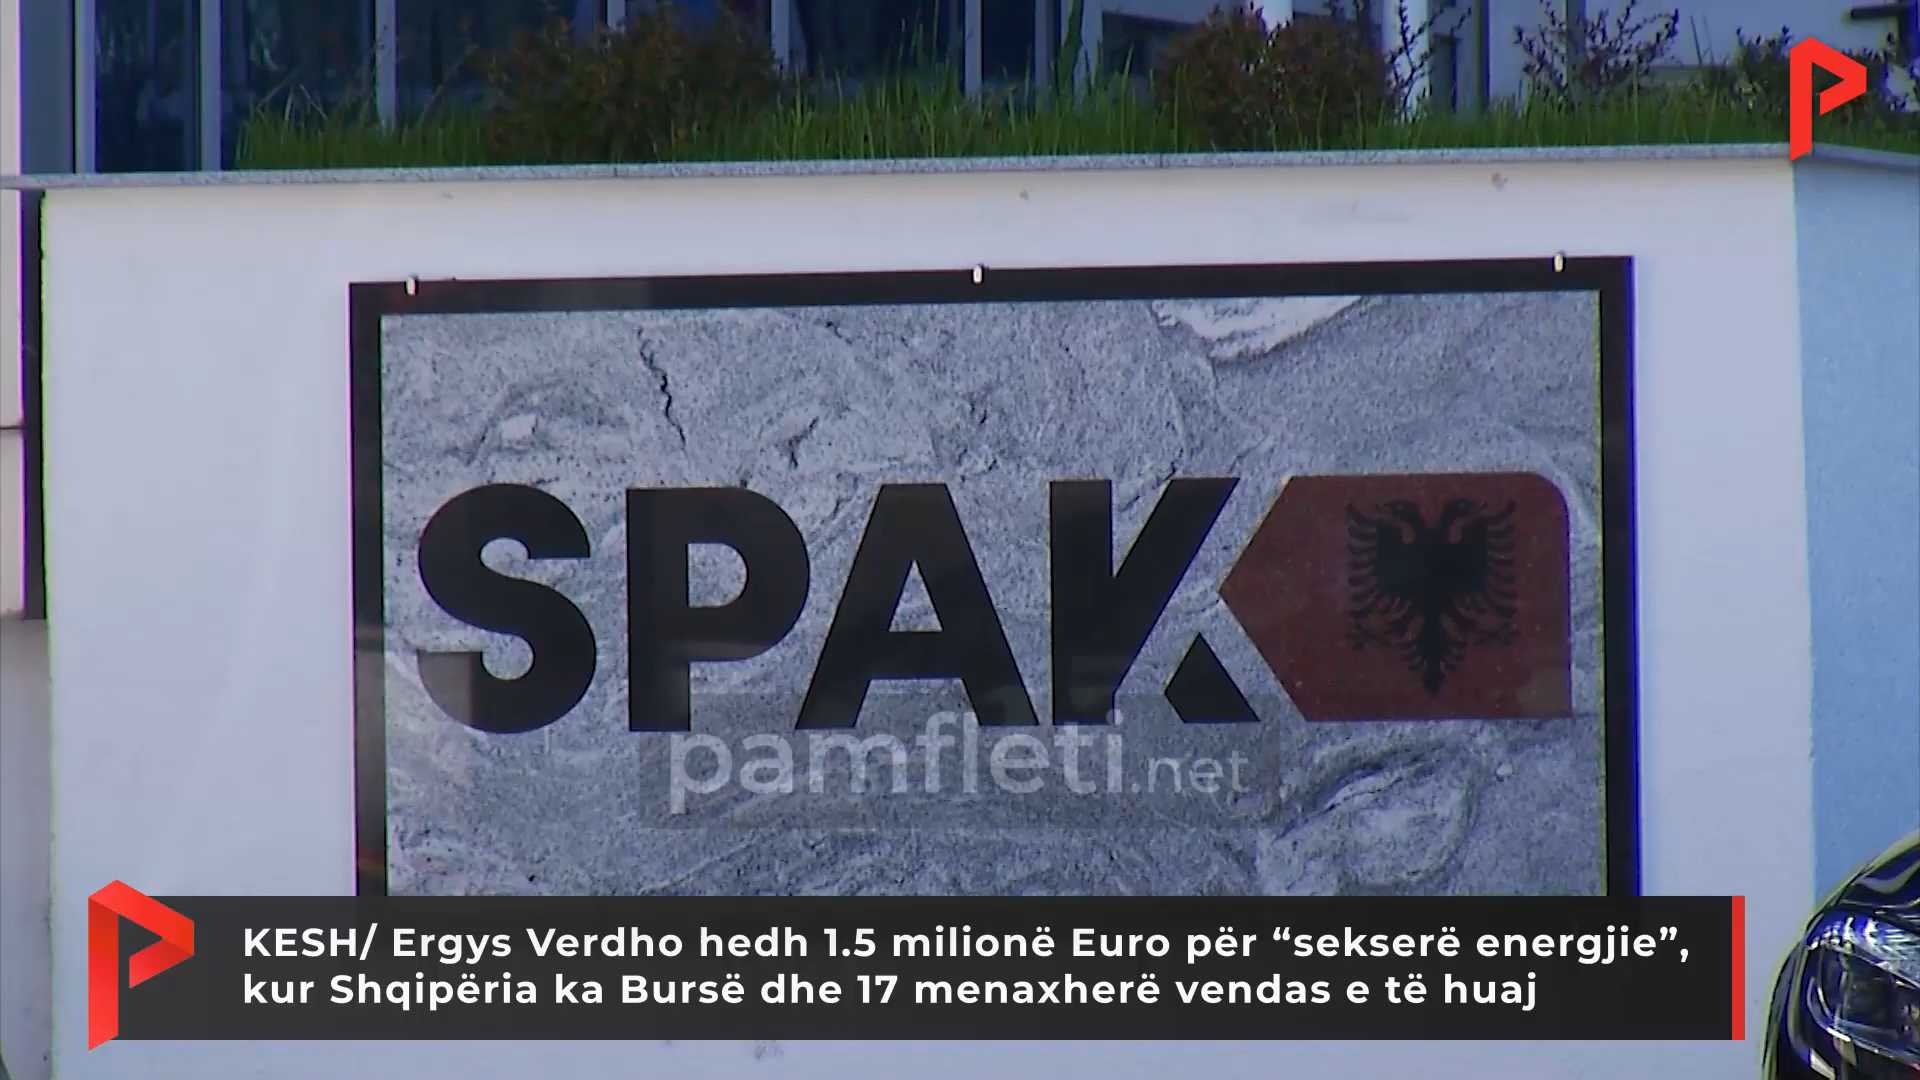 SPAK
pamfleti.net
KESH/ Ergys Verdho hedh 1.5 milionë Euro për “sekserë energjie”,
kur Shqipëria ka Bursë dhe 17 menaxherë vendas e të huaj